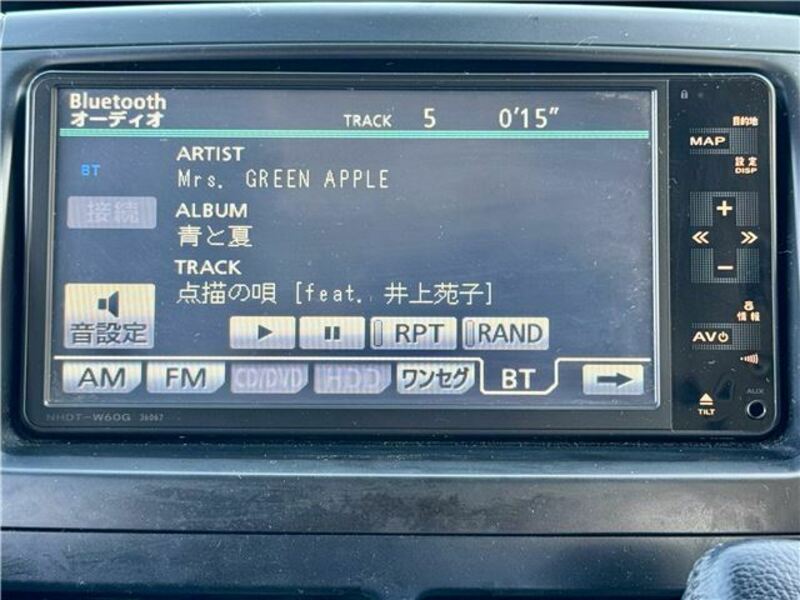 Bluetooth
オーディオ
TRACK 5 0'15"
BT
接続
ARTIST
Mrs. GREEN APPLE
ALBUM
青と夏
TRACK
点描の唄 [feat. 井上苑子]
音設定
RPT
RAND
AM
FM
CD/DVD
HDD
ワンセグ
BT
NHDT-W60G 36067
目的地
MAP
設定
DISP
情報
AV
TILT
AUX